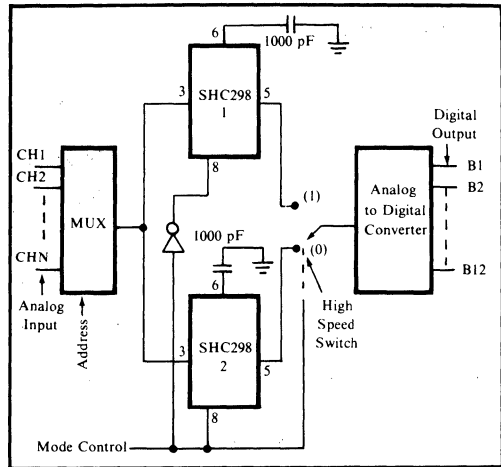 6
1000 pF
3
SHC298
1
5
8
CH1
CH2
CHN
MUX
Analog
Input
Address
1000 pF
6
3
SHC298
2
5
8
(1)
(0)
High
Speed
Switch
Analog
to Digital
Converter
Digital
Output
B1
B2
B12
Mode Control